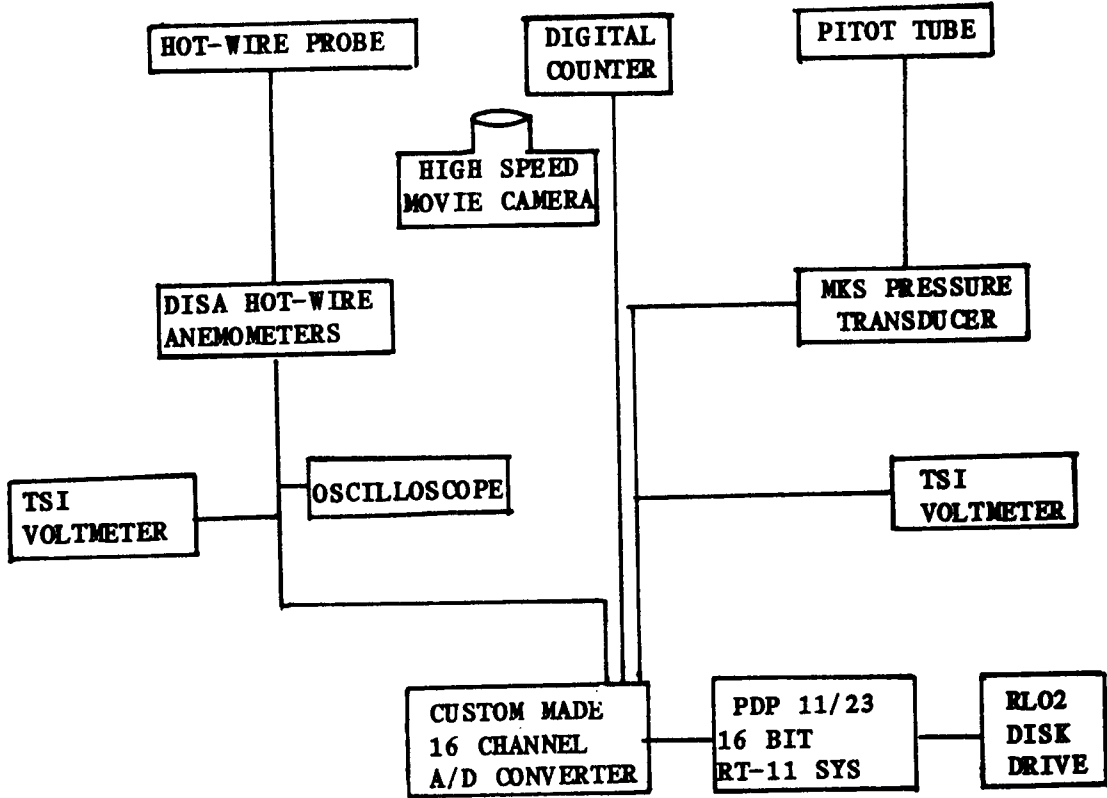 HOT-WIRE PROBE
DIGITAL
COUNTER
PITOT TUBE
HIGH SPEED
MOVIE CAMERA
DISA HOT-WIRE
ANEMOMETERS
MKS PRESSURE
TRANSDUCER
TSI
VOLTMETER
OSCILLOSCOPE
TSI
VOLTMETER
CUSTOM MADE
16 CHANNEL
A/D CONVERTER
PDP 11/23
16 BIT
RT-11 SYS
RL02
DISK
DRIVE